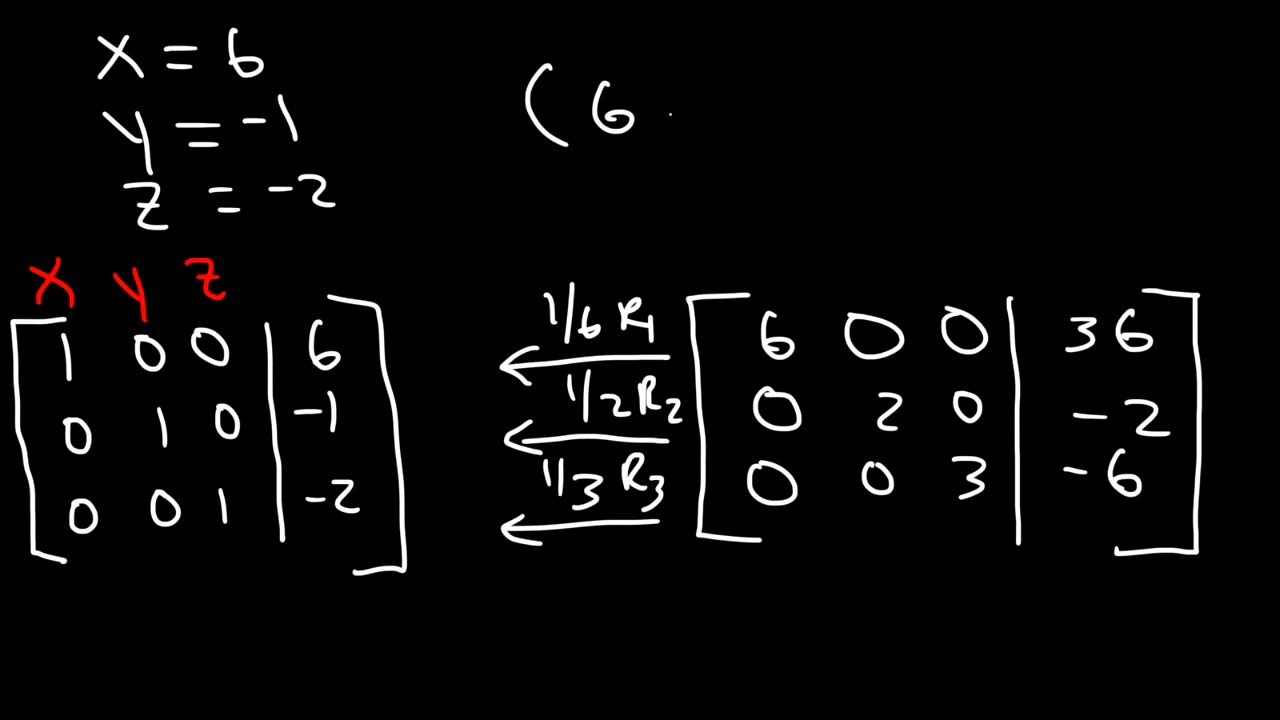 x = 6
y = -1
z = -2
( 6
x y z
1 0 0 | 6
0 1 0 | -1
0 0 1 | -2
1/6 R1
1/2 R2
1/3 R3
6 0 0 | 36
0 2 0 | -2
0 0 3 | -6